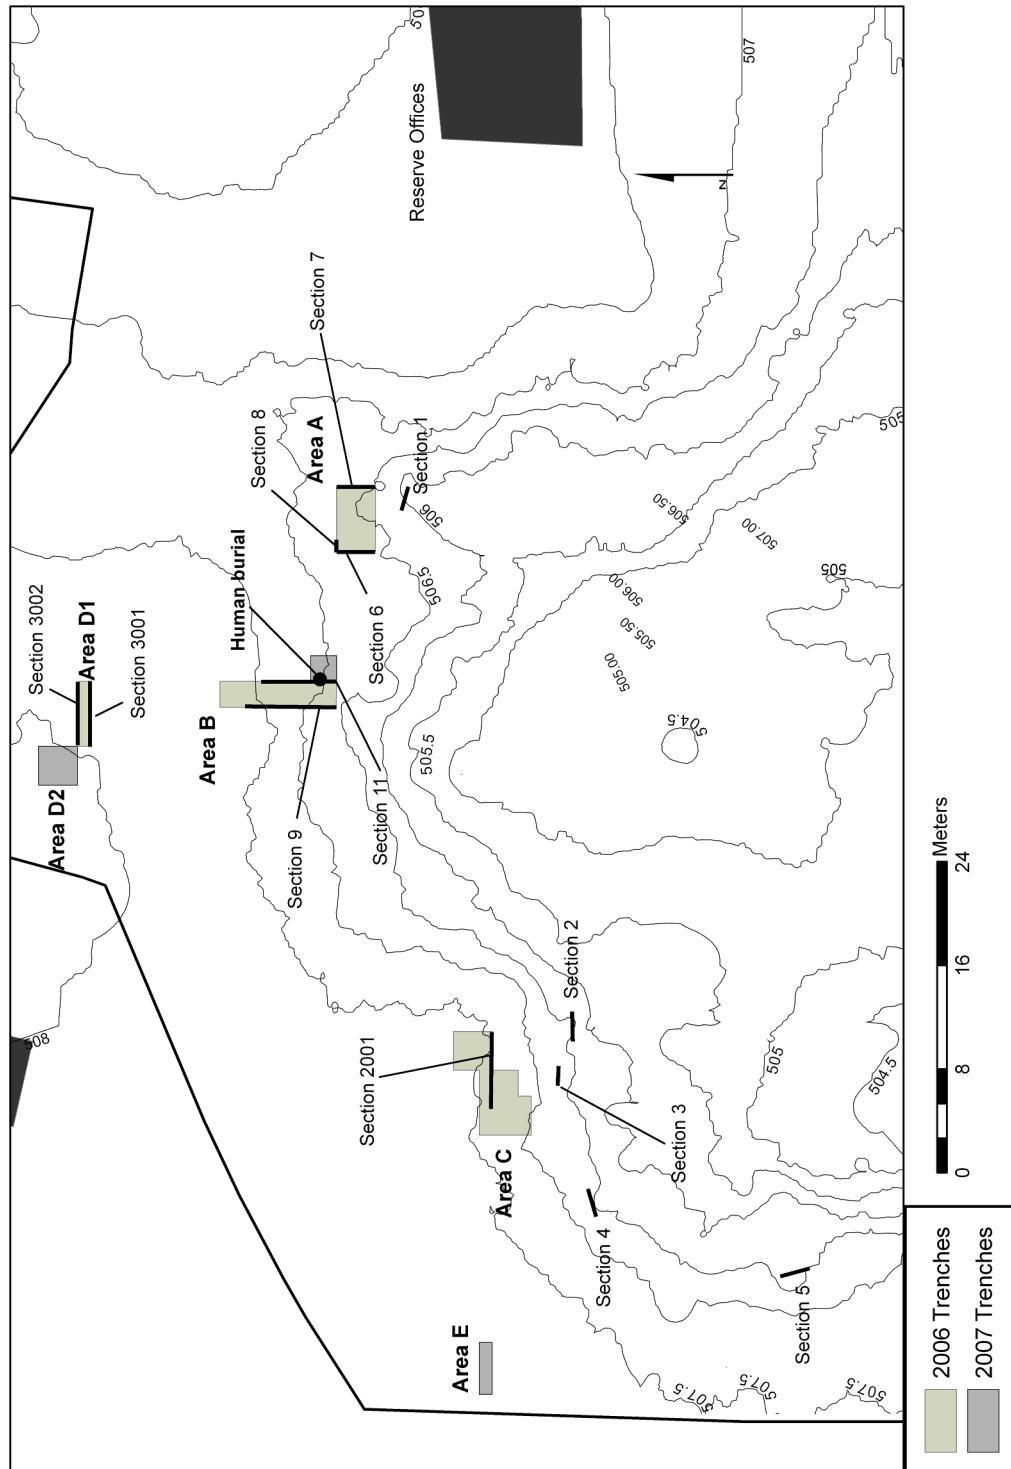 508
Section 3002
Area D1
Section 3001
Area D2
Human burial
Area B
Section 9
Section 11
Section 8
Area A
Section 7
Section 6
Section 1
506
506.5
505.5
Reserve Offices
507
N
506.50
507.00
506.00
505.50
505.00
504.5
505
505
Section 2001
Area C
Section 2
Section 3
Section 4
Section 5
505
504.5
Area E
507.5
507.5
507.5
Meters
0
8
16
24
2006 Trenches
2007 Trenches